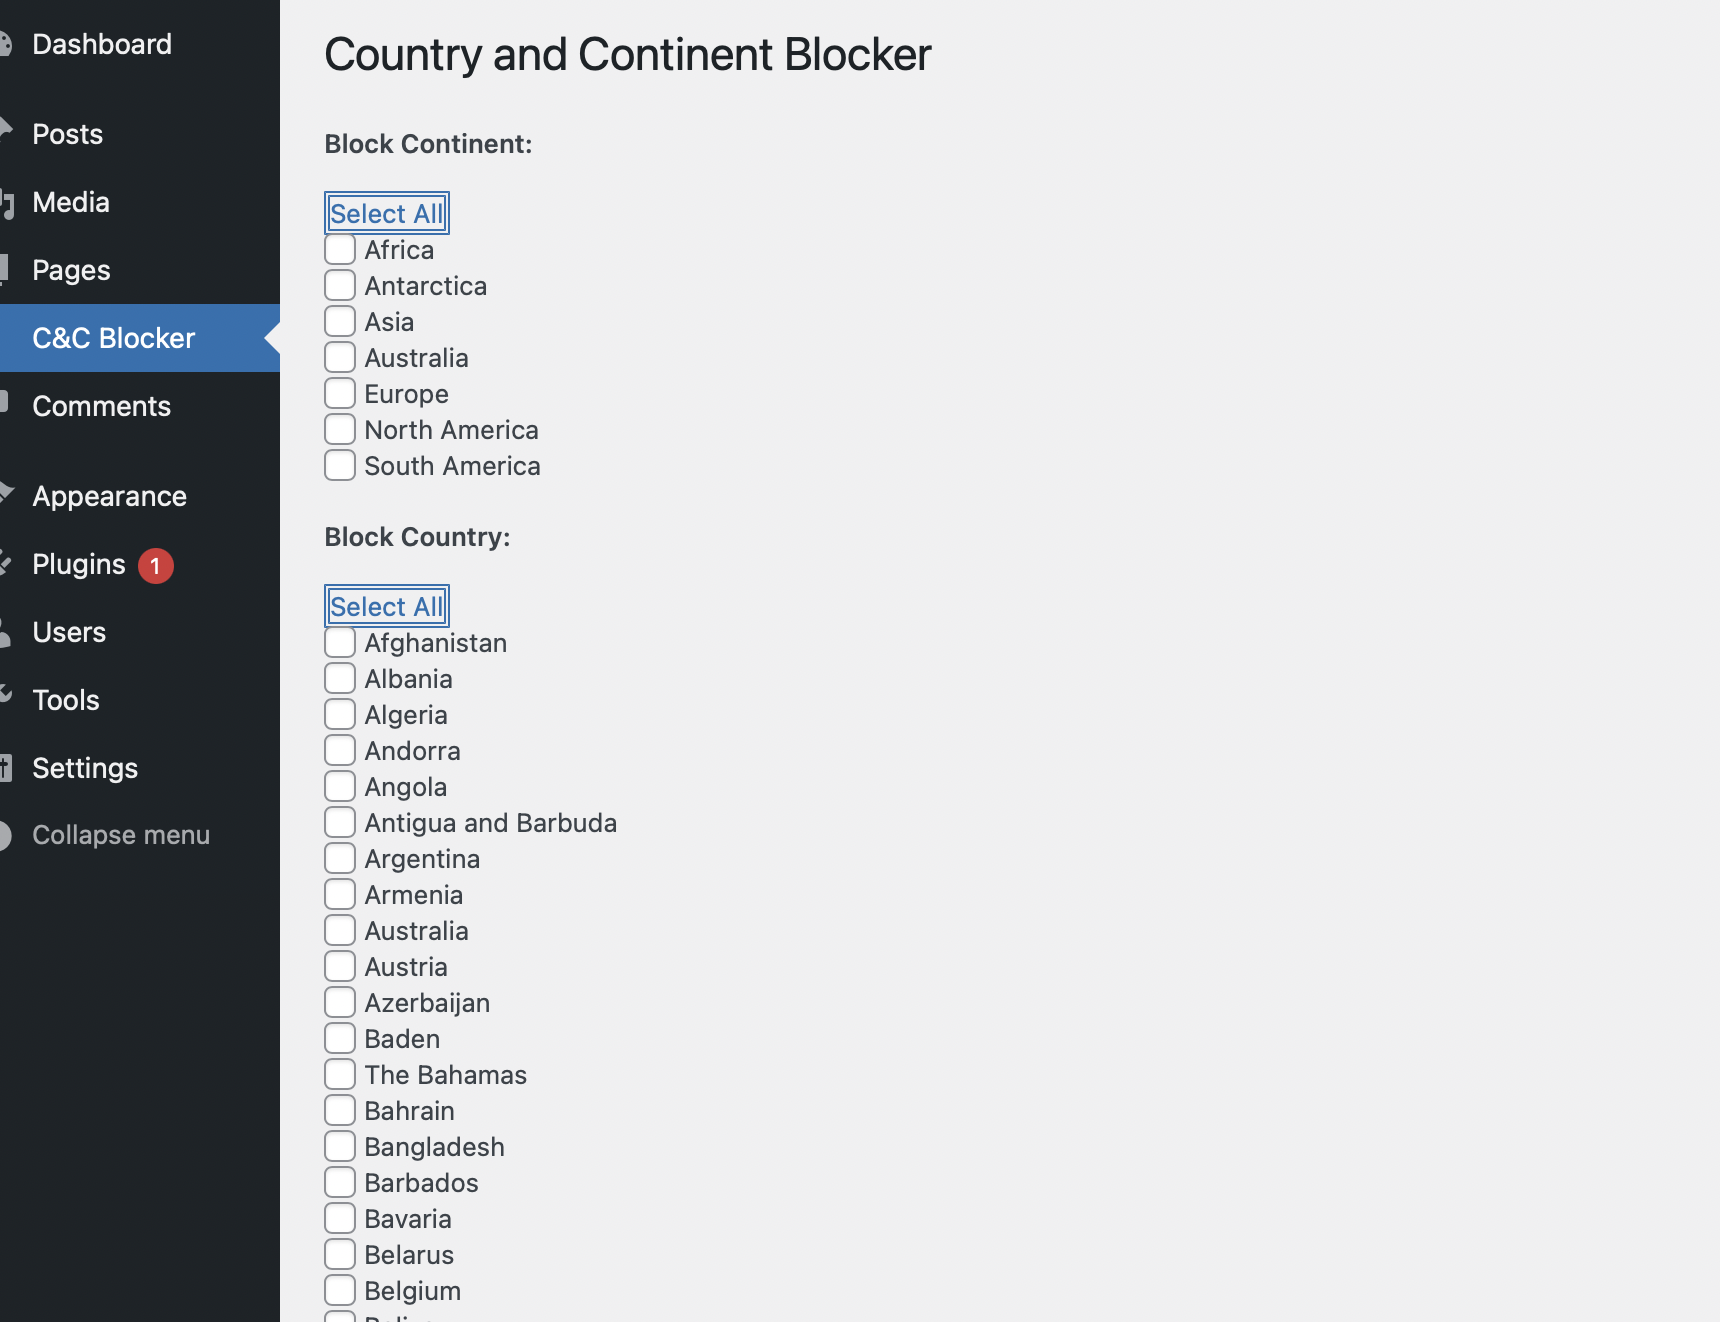 Dashboard
Posts
Media
Pages
C&C Blocker
Comments
Appearance
Plugins 1
Users
Tools
Settings
Collapse menu
Country and Continent Blocker
Block Continent:
Select All
Africa
Antarctica
Asia
Australia
Europe
North America
South America
Block Country:
Select All
Afghanistan
Albania
Algeria
Andorra
Angola
Antigua and Barbuda
Argentina
Armenia
Australia
Austria
Azerbaijan
Baden
The Bahamas
Bahrain
Bangladesh
Barbados
Bavaria
Belarus
Belgium